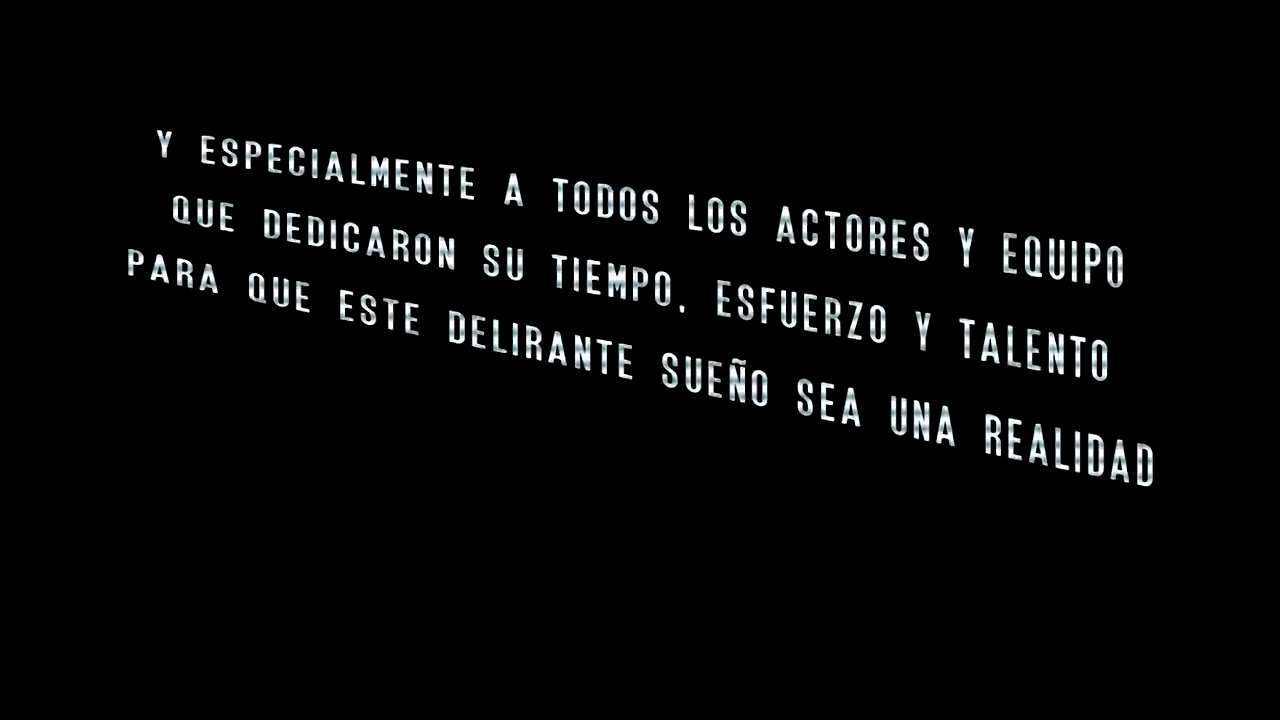 Y ESPECIALMENTE A TODOS LOS ACTORES Y EQUIPO
QUE DEDICARON SU TIEMPO, ESFUERZO Y TALENTO
PARA QUE ESTE DELIRANTE SUEÑO SEA UNA REALIDAD